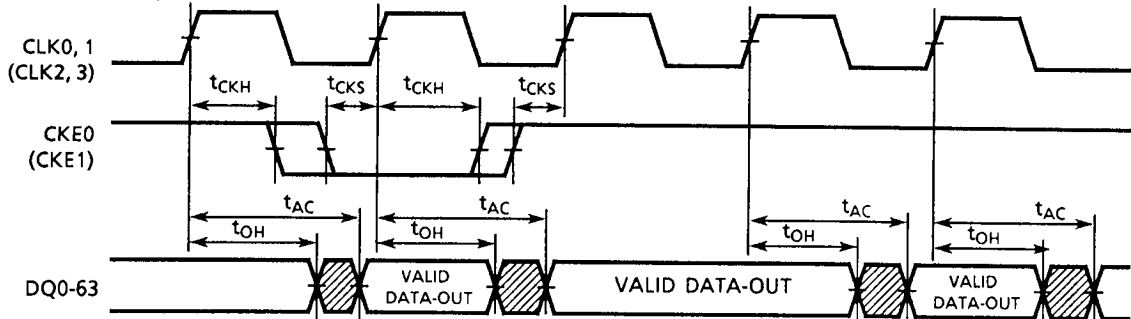 CLK0, 1
(CLK2, 3)
tCKH tCKS tCKH tCKS
CKE0
(CKE1)
tAC tAC tAC tAC
tOH tOH tOH tOH
DQ0-63
VALID DATA-OUT
VALID DATA-OUT
VALID DATA-OUT